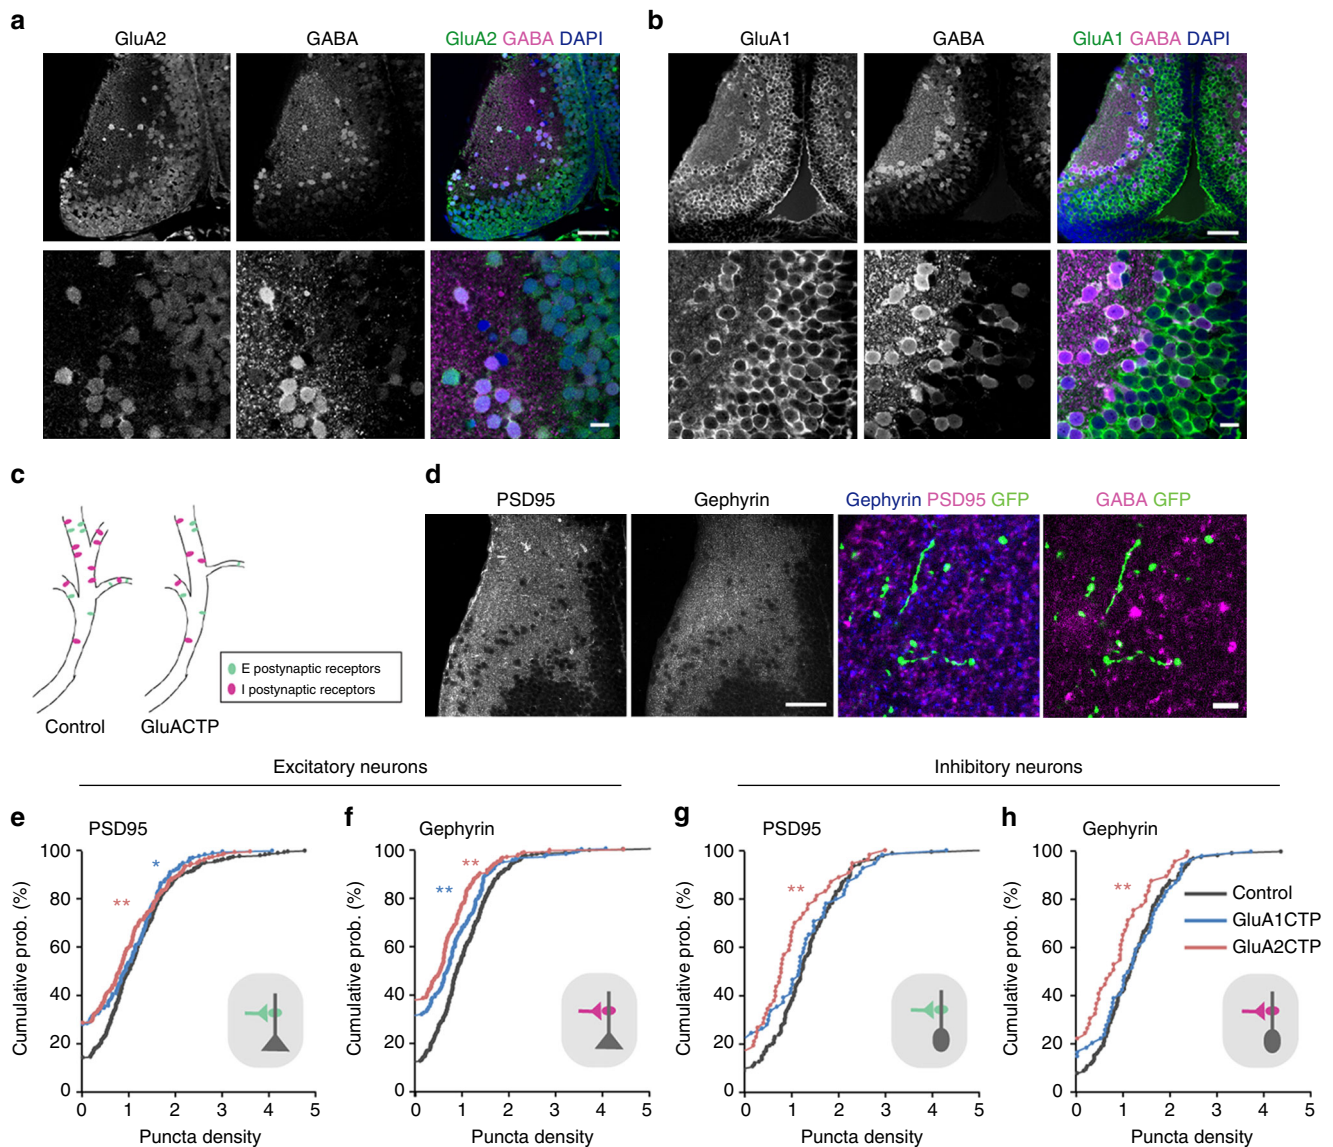 a
GluA2
GABA
GluA2 GABA DAPI
b
GluA1
GABA
GluA1 GABA DAPI
c
E postynaptic receptors
I postynaptic receptors
Control
GluACTP
d
PSD95
Gephyrin
Gephyrin PSD95 GFP
GABA GFP
Excitatory neurons
Inhibitory neurons
e
PSD95
Cumulative prob. (%)
100
80
60
40
20
0
*
**
0 1 2 3 4 5
Puncta density
f
Gephyrin
Cumulative prob. (%)
100
80
60
40
20
0
**
**
0 1 2 3 4 5
Puncta density
g
PSD95
Cumulative prob. (%)
100
80
60
40
20
0
**
0 1 2 3 4 5
Puncta density
h
Gephyrin
Cumulative prob. (%)
100
80
60
40
20
0
**
Control
GluA1CTP
GluA2CTP
0 1 2 3 4 5
Puncta density